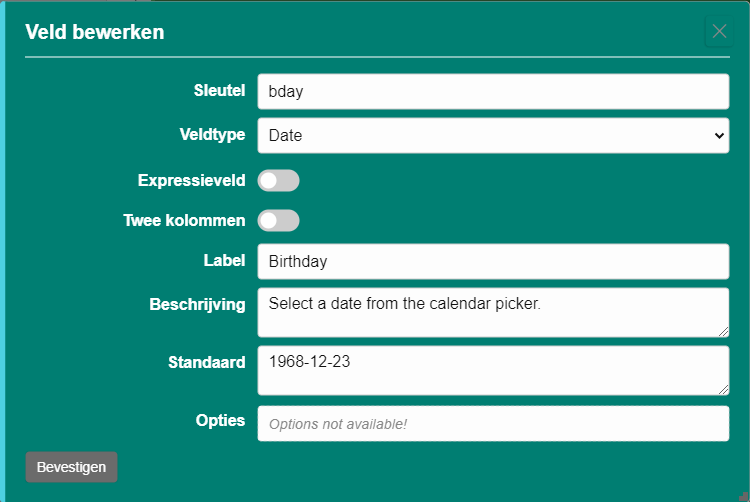 Veld bewerken
Sleutel bday
Veldtype Date
Expressieveld
Twee kolommen
Label Birthday
Beschrijving Select a date from the calendar picker.
Standaard 1968-12-23
Opties Options not available!
Bevestigen